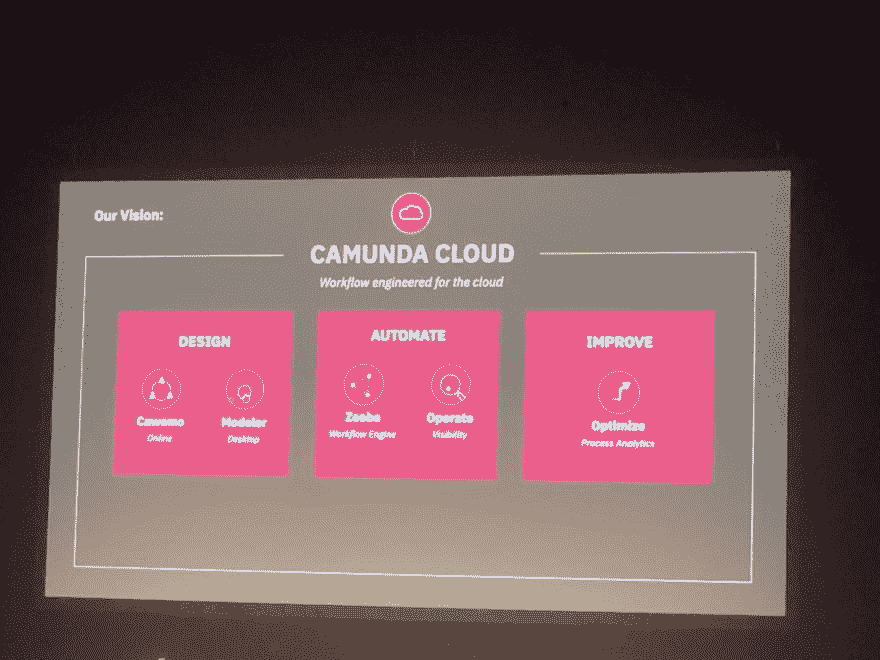 Our Vision:
CAMUNDA CLOUD
Workflow engineered for the cloud
DESIGN
Cawemo
Online
Modeler
Desktop
AUTOMATE
Zeebe
Workflow Engine
Operate
Visibility
IMPROVE
Optimize
Process Analytics